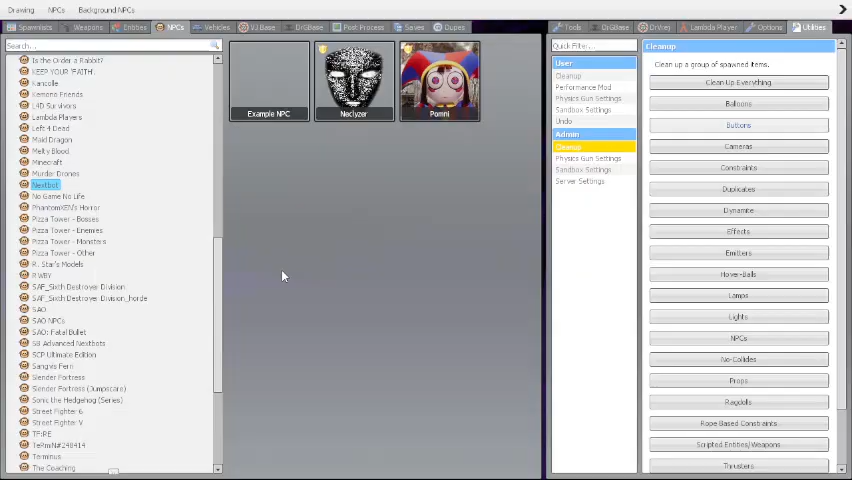 Drawing NPCs Background NPCs
Spawnlists Weapons Entities NPCs Vehicles V3Base DrGBase Post Process Saves Dupes
Tools DrGBase DrVrej Lambda Player Options Utilities
Search...
Quick Filter...
Is the Order a Rabbit?
KEEP YOUR 'FAITH'.
Kancolle
Kemono Friends
L4D Survivors
Lambda Players
Left 4 Dead
Maid Dragon
Melty Blood
Minecraft
Murder Drones
Nextbot
No Game No Life
PhantomXEN's Horror
Pizza Tower - Bosses
Pizza Tower - Enemies
Pizza Tower - Monsters
Pizza Tower - Other
R. Star's Models
RWBY
SAF_Sixth Destroyer Division
SAF_Sixth Destroyer Division_horde
SAO
SAO NPCs
SAO: Fatal Bullet
SB Advanced Nextbots
SCP Ultimate Edition
Sangvis Ferri
Slender Fortress
Slender Fortress (Jumpscare)
Sonic the Hedgehog (Series)
Street Fighter 6
Street Fighter V
TF:RE
TeRmiN#248414
Terminus
The Coaching
Example NPC
Neclyzer
Pomni
User
Cleanup
Performance Mod
Physics Gun Settings
Sandbox Settings
Undo
Admin
Cleanup
Physics Gun Settings
Sandbox Settings
Server Settings
Cleanup
Clean up a group of spawned items.
Clean Up Everything
Balloons
Buttons
Cameras
Constraints
Duplicates
Dynamite
Effects
Emitters
Hover-Balls
Lamps
Lights
NPCs
No-Collides
Props
Ragdolls
Rope Based Constraints
Scripted Entities/Weapons
Thrusters